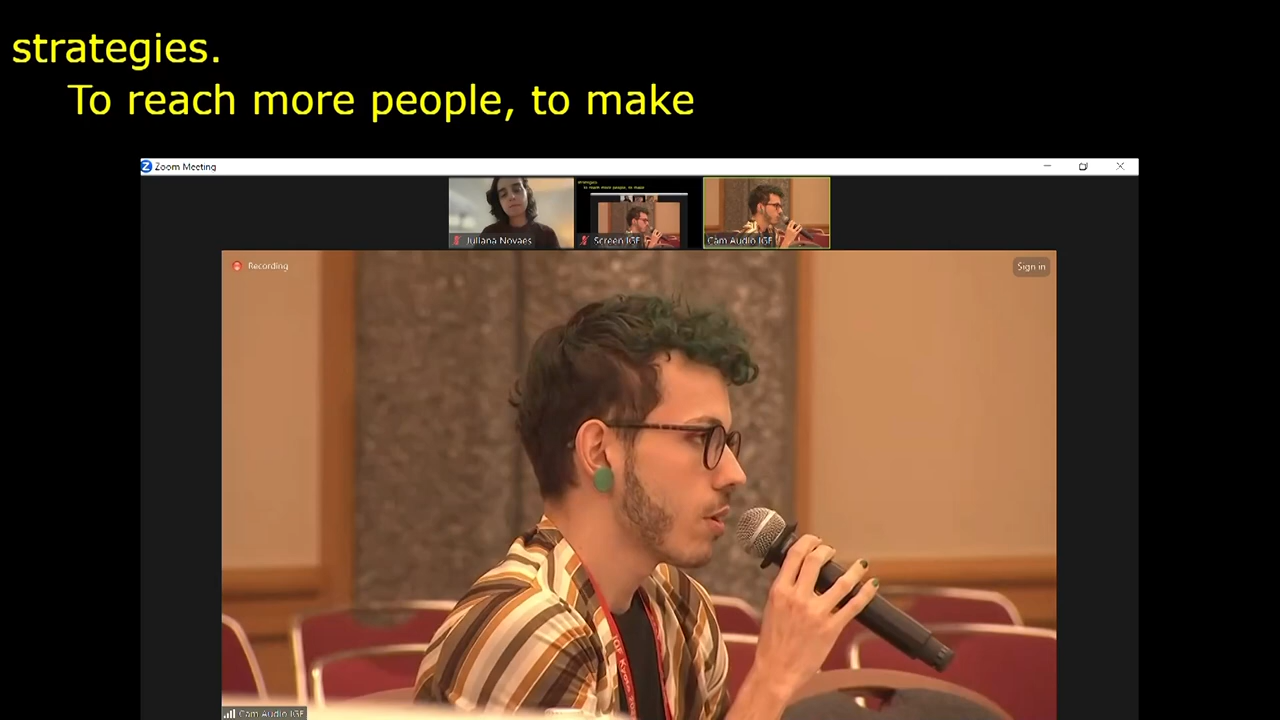 strategies.
To reach more people, to make
Zoom Meeting
Juliana Novaes
Screen IGF
Cam Audio IGF
Recording
Sign in
Cam Audio IGF